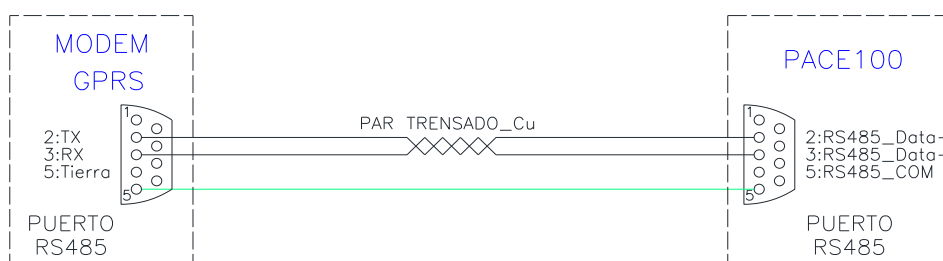 MODEM
GPRS
1
2:TX
3:RX
5:Tierra
5
PUERTO
RS485
PAR TRENSADO_Cu
PACE100
1
2:RS485_Data-
3:RS485_Data-
5:RS485_COM
5
PUERTO
RS485